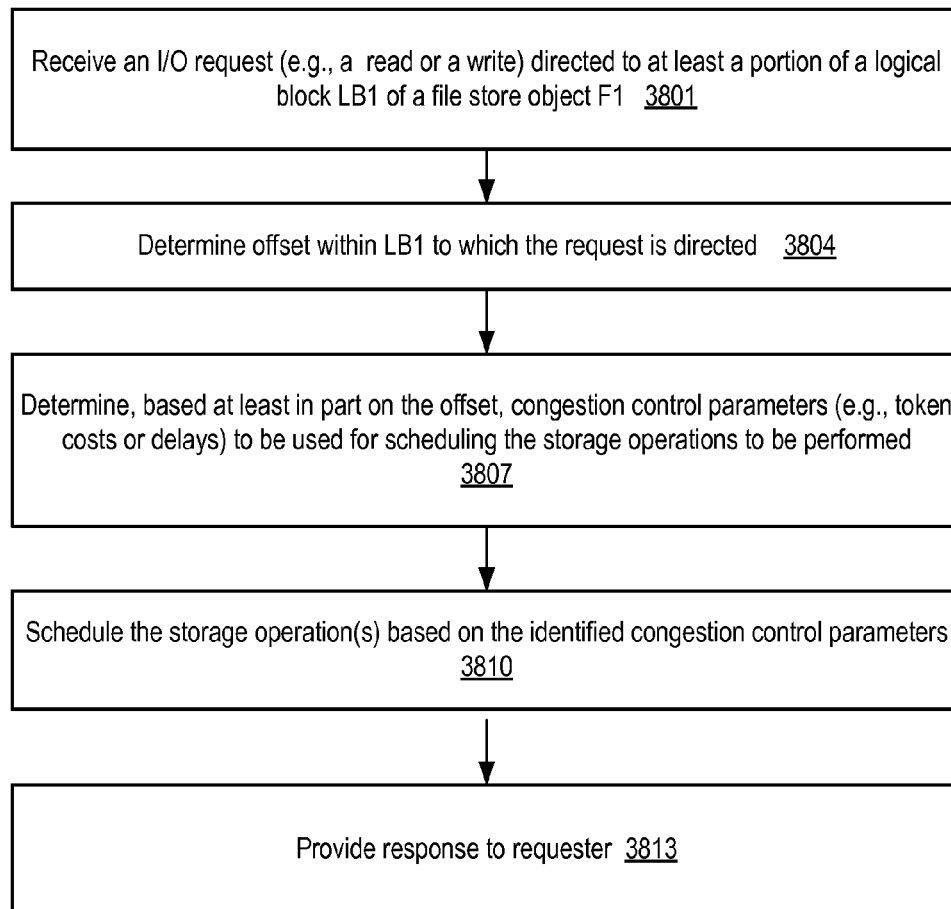 Receive an I/O request (e.g., a read or a write) directed to at least a portion of a logical
block LB1 of a file store object F1 3801
Determine offset within LB1 to which the request is directed 3804
Determine, based at least in part on the offset, congestion control parameters (e.g., token
costs or delays) to be used for scheduling the storage operations to be performed
3807
Schedule the storage operation(s) based on the identified congestion control parameters
3810
Provide response to requester 3813